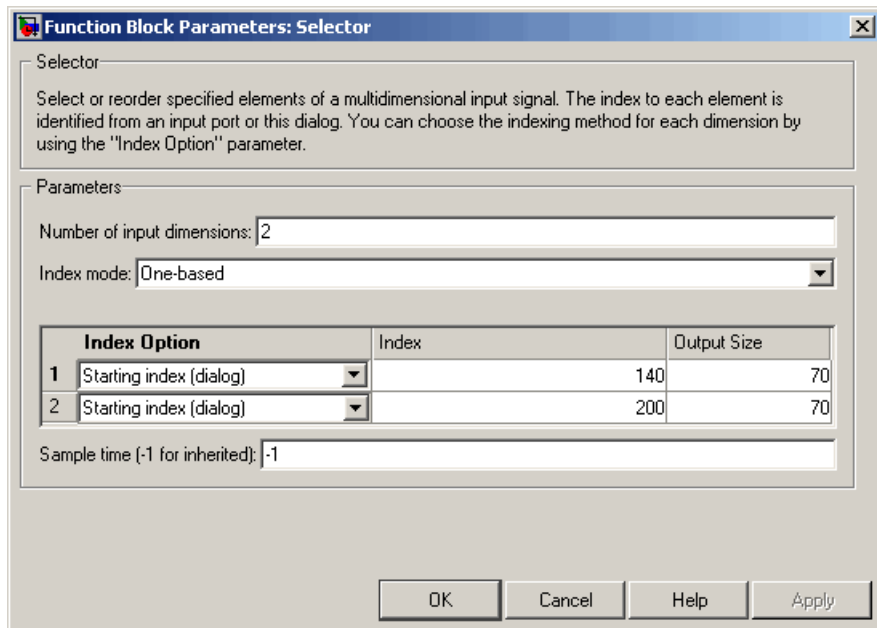 Function Block Parameters: Selector
Selector
Select or reorder specified elements of a multidimensional input signal. The index to each element is
identified from an input port or this dialog. You can choose the indexing method for each dimension by
using the "Index Option" parameter.
Parameters
Number of input dimensions: 2
Index mode: One-based
Index Option Index Output Size
1 Starting index (dialog) 140 70
2 Starting index (dialog) 200 70
Sample time (-1 for inherited): -1
OK Cancel Help Apply